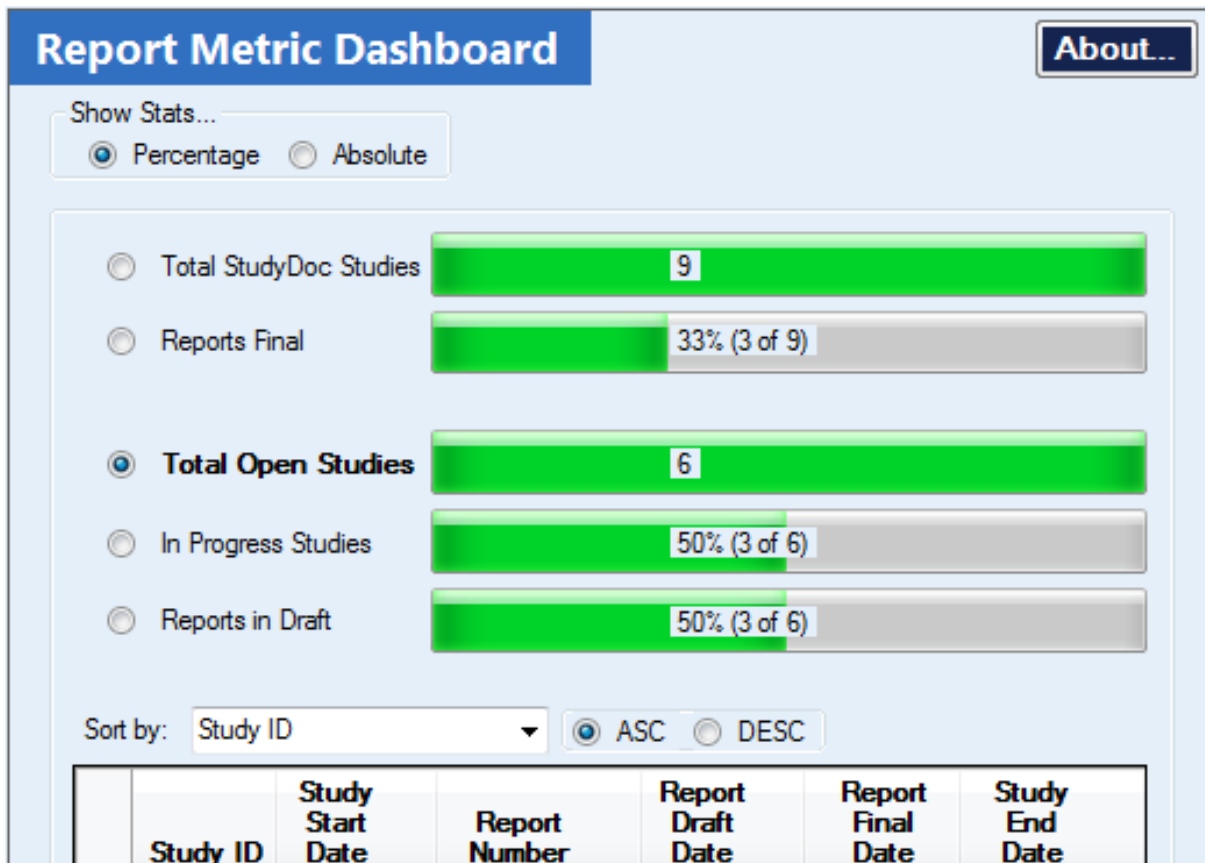 Report Metric Dashboard
About...
Show Stats...
Percentage Absolute
Total StudyDoc Studies 9
Reports Final 33% (3 of 9)
Total Open Studies 6
In Progress Studies 50% (3 of 6)
Reports in Draft 50% (3 of 6)
Sort by: Study ID ASC DESC
Study ID
Study
Start
Date
Report
Number
Report
Draft
Date
Report
Final
Date
Study
End
Date